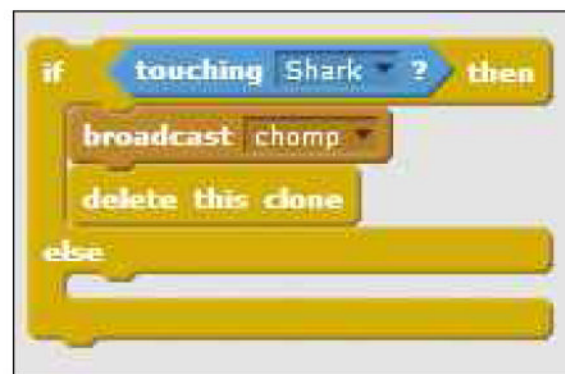 if touching Shark ? then
broadcast chomp
delete this clone
else